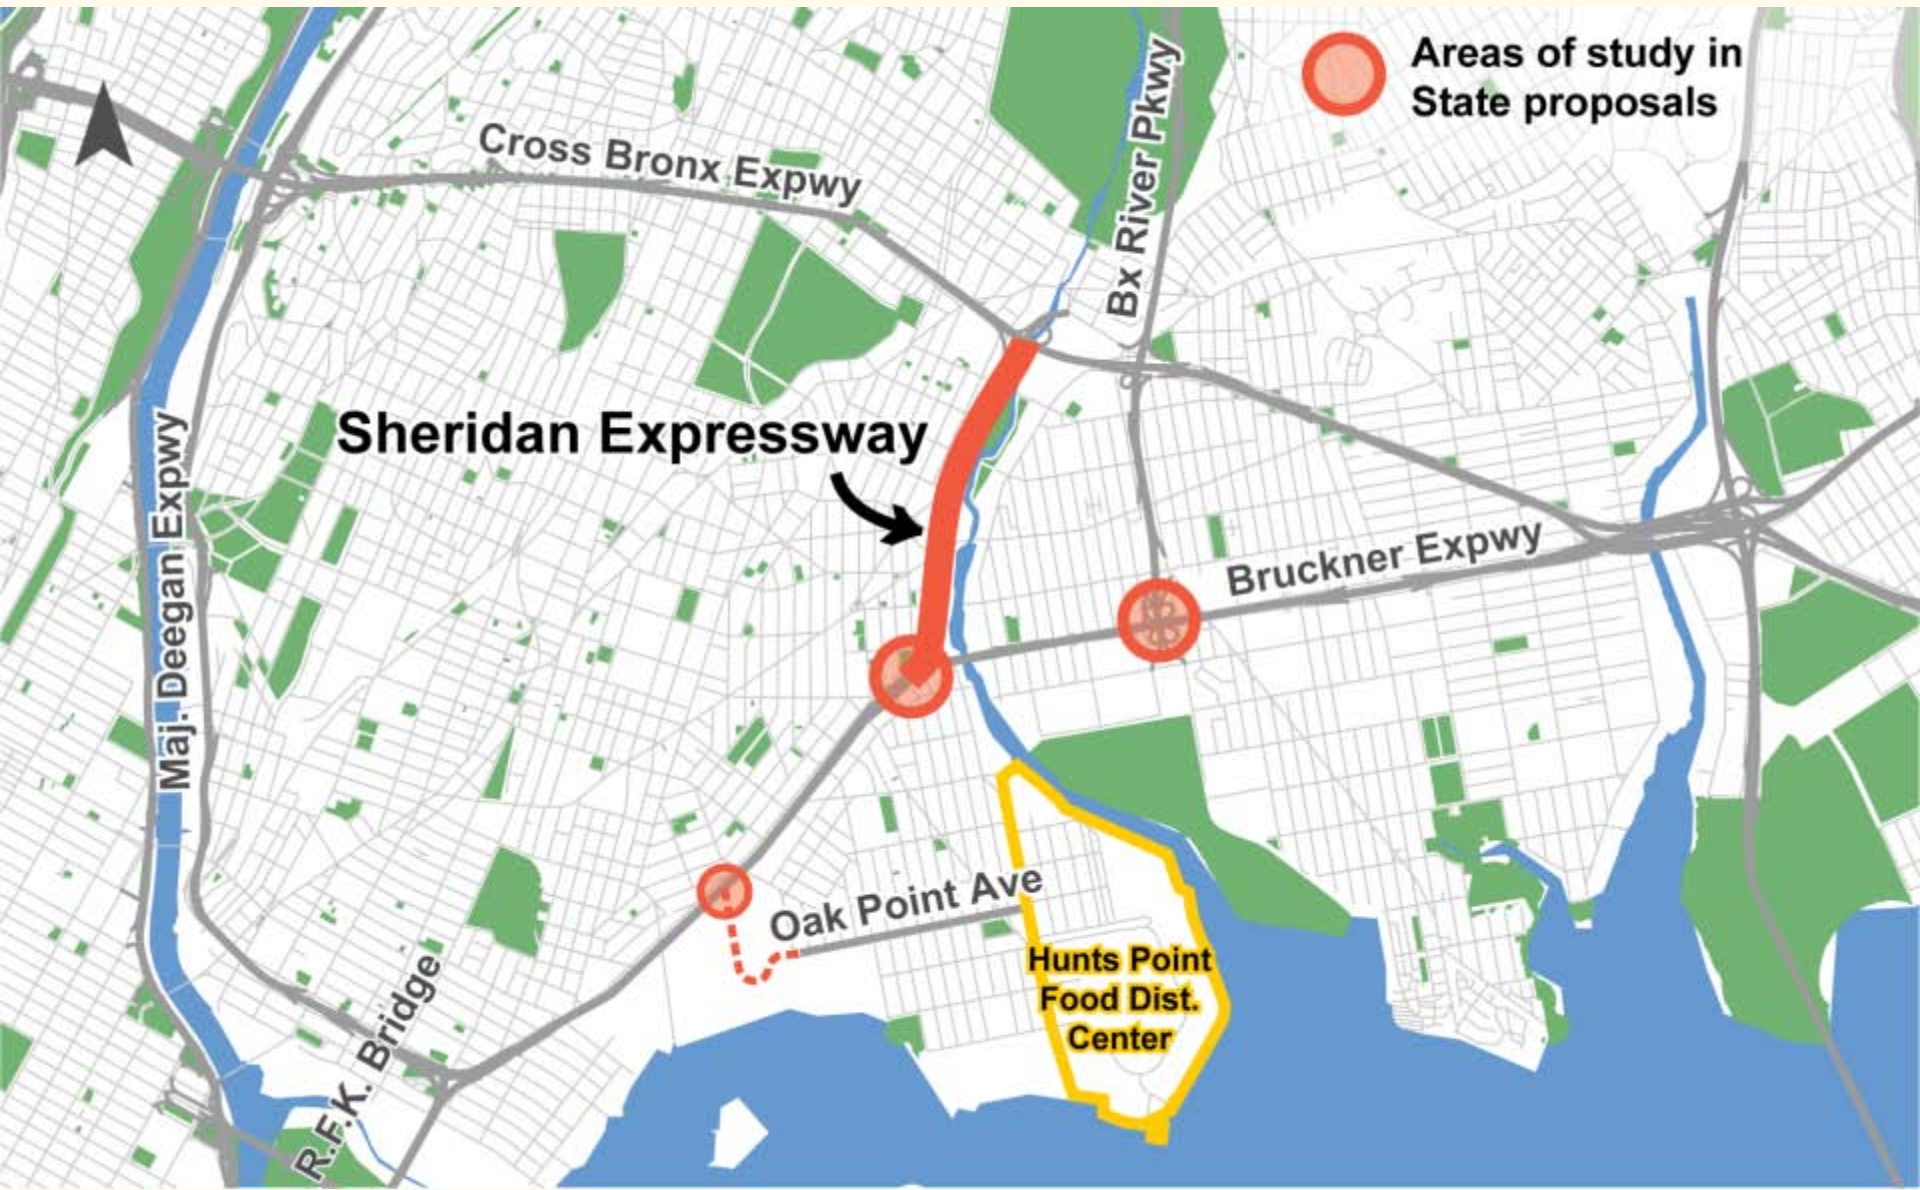 Areas of study in
State proposals
Cross Bronx Expwy
Bx River Pkwy
Sheridan Expressway
Maj. Deegan Expwy
Bruckner Expwy
Oak Point Ave
Hunts Point
Food Dist.
Center
R.F.K. Bridge